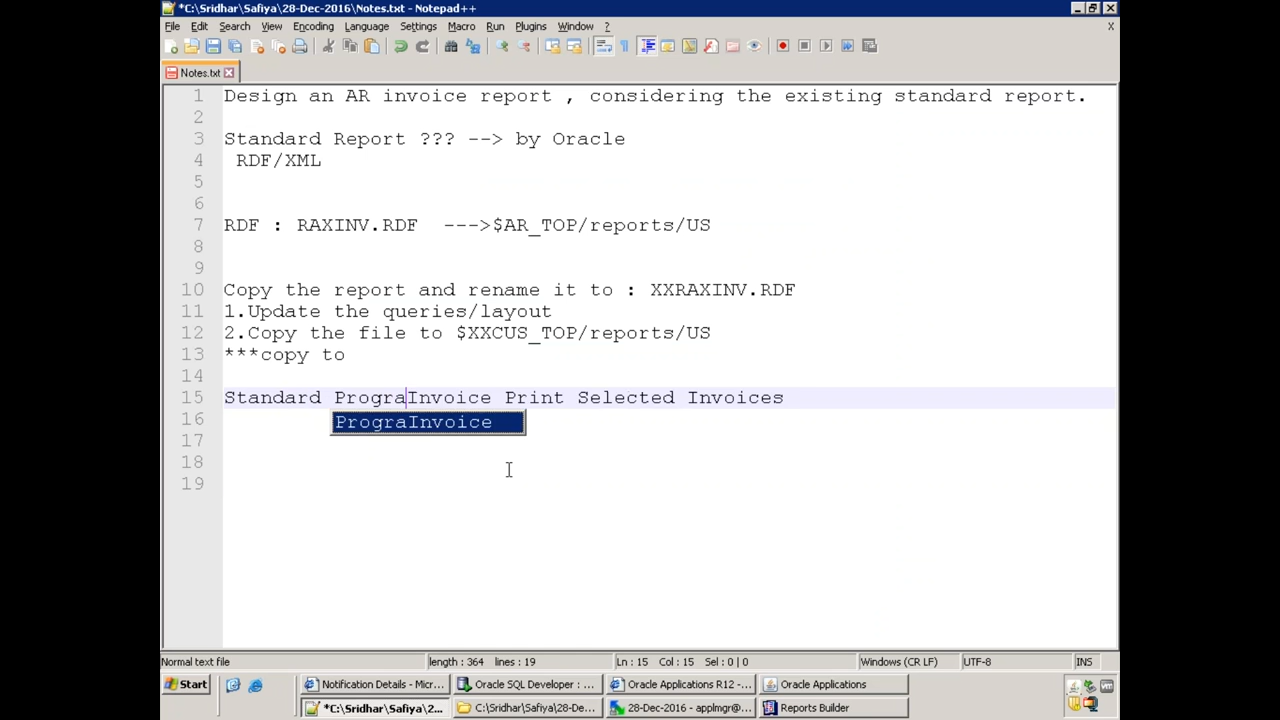 *C:\Sridhar\Safiya\28-Dec-2016\Notes.txt - Notepad++
File Edit Search View Encoding Language Settings Macro Run Plugins Window ? X
Notes.txt
1 Design an AR invoice report , considering the existing standard report.
2
3 Standard Report ??? --> by Oracle
4 RDF/XML
5
6
7 RDF : RAXINV.RDF --->$AR_TOP/reports/US
8
9
10 Copy the report and rename it to : XXRAXINV.RDF
11 1.Update the queries/layout
12 2.Copy the file to $XXCUS_TOP/reports/US
13 ***copy to
14
15 Standard PrograInvoice Print Selected Invoices
16 PrograInvoice
17
18
19
Normal text file length : 364 lines : 19 Ln : 15 Col : 15 Sel : 0 | 0 Windows (CR LF) UTF-8 INS
Start Notification Details - Micr... Oracle SQL Developer : ... Oracle Applications R12 -... Oracle Applications
*C:\Sridhar\Safiya\2... C:\Sridhar\Safiya\28-De... 28-Dec-2016 - applmgr@... Reports Builder